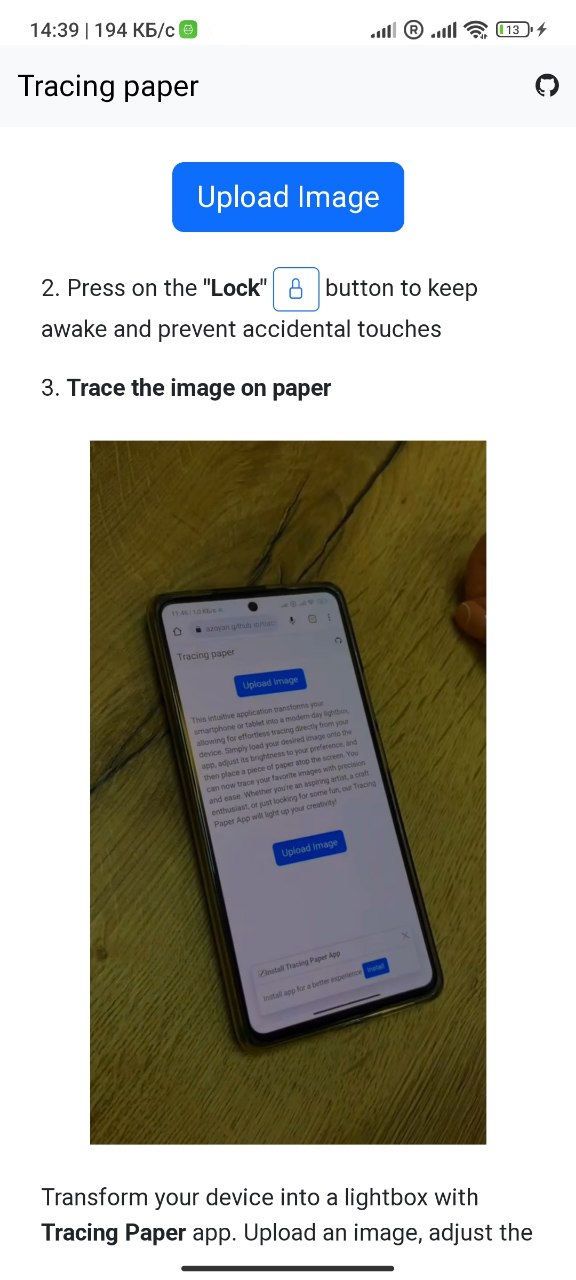 14:39 | 194 КБ/с
R
13
Tracing paper
Upload Image
2. Press on the "Lock" button to keep
awake and prevent accidental touches
3. Trace the image on paper
Tracing paper
Upload Image
This intuitive application transforms your
smartphone or tablet into a modern-day lightbox,
allowing for effortless tracing directly from your
device. Simply load your desired image onto the
app, adjust its brightness to your preference, and
then place a piece of paper atop the screen. You
can now trace your favorite images with precision
and ease. Whether you're an aspiring artist, a craft
enthusiast, or just looking for some fun, our Tracing
Paper App will light up your creativity!
Upload Image
Install Tracing Paper App
Install app for a better experience Install
Transform your device into a lightbox with
Tracing Paper app. Upload an image, adjust the